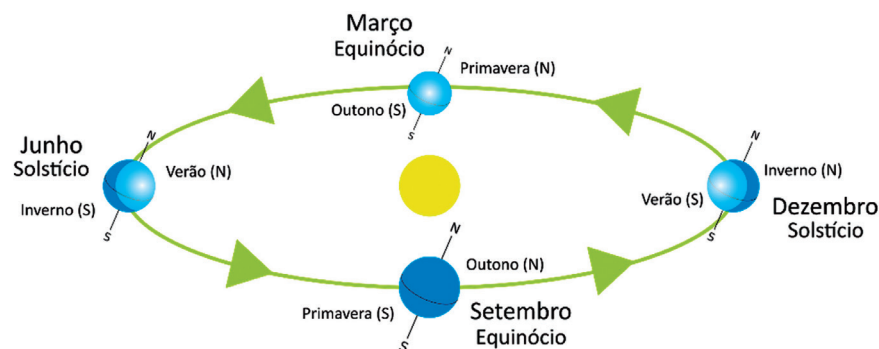 Março
Equinócio
N
Primavera (N)
Outono (S)
S
Junho
Solstício
N
Verão (N)
Inverno (S)
S
N
Inverno (N)
Verão (S)
S
Dezembro
Solstício
N
Outono (N)
Primavera (S)
S
Setembro
Equinócio